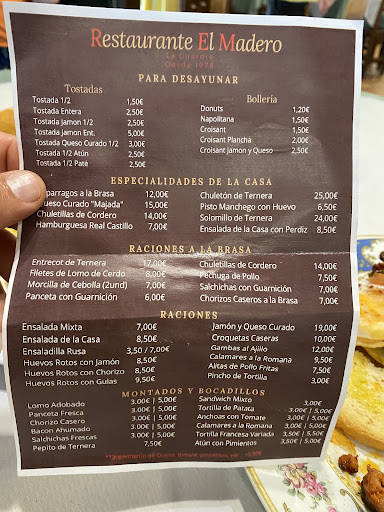 Restaurante El Madero
La Guardia
Desde 1974
PARA DESAYUNAR
Tostadas
Tostada 1/2 1,50€
Tostada Entera 2,50€
Tostada Jamon 1/2 2,50€
Tostada Jamon Ent. 5,00€
Tostada Queso Curado 1/2 3,00€
Tostada 1/2 Atún 2,50€
Tostada 1/2 Paté 2,50€
Bollería
Donuts 1,20€
Napolitana 1,50€
Croisant 1,50€
Croisant Plancha 2,00€
Croisant Jamon y Queso 2,50€
ESPECIALIDADES DE LA CASA
párragos a la Brasa 12,00€
ueso Curado "Majada" 15,00€
Chuletillas de Cordero 14,00€
Hamburguesa Real Castillo 7,00€
Chuletón de Ternera 25,00€
Pisto Manchego con Huevo 6,50€
Solomillo de Ternera 24,00€
Ensalada de la Casa con Perdiz 8,50€
RACIONES A LA BRASA
Entrecot de Ternera 17,00€
Filetes de Lomo de Cerdo 8,00€
Morcilla de Cebolla (2und) 7,00€
Panceta con Guarnición 6,00€
Chuletillas de Cordero 14,00€
Pechuga de Pollo 7,50€
Salchichas con Guarnición 7,00€
Chorizos Caseros a la Brasa 7,00€
RACIONES
Ensalada Mixta 7,00€
Ensalada de la Casa 8,50€
Ensaladilla Rusa 3,50 / 7,00€
Huevos Rotos con Jamón 8,50€
Huevos Rotos con Chorizo 8,50€
Huevos Rotos con Gulas 9,50€
Jamón y Queso Curado 19,00€
Croquetas Caseras 10,00€
Gambas al Ajillo 12,00€
Calamares a la Romana 9,50€
Alitas de Pollo Fritas 7,50€
Pincho de Tortilla 3,00€
MONTADOS Y BOCADILLOS
Lomo Adobado 3.00€ | 5,00€
Panceta Fresca 3.00€ | 5,00€
Chorizo Casero 3.00€ | 5,00€
Bacon Ahumado 3.00€ | 5,00€
Salchichas Frescas 3.00€ | 5,00€
Pepito de Ternera 7,50€
Sandwich Mixto 3,50€
Tortilla de Patata 3.00€ | 5,00€
Anchoas con Tomate 3.00€ | 5,00€
Calamares a la Romana 3.00€ | 5,50€
Tortilla Francesa Variada 3,50€ | 5,50€
Atún con Pimientos 3,50€ | 5,00€